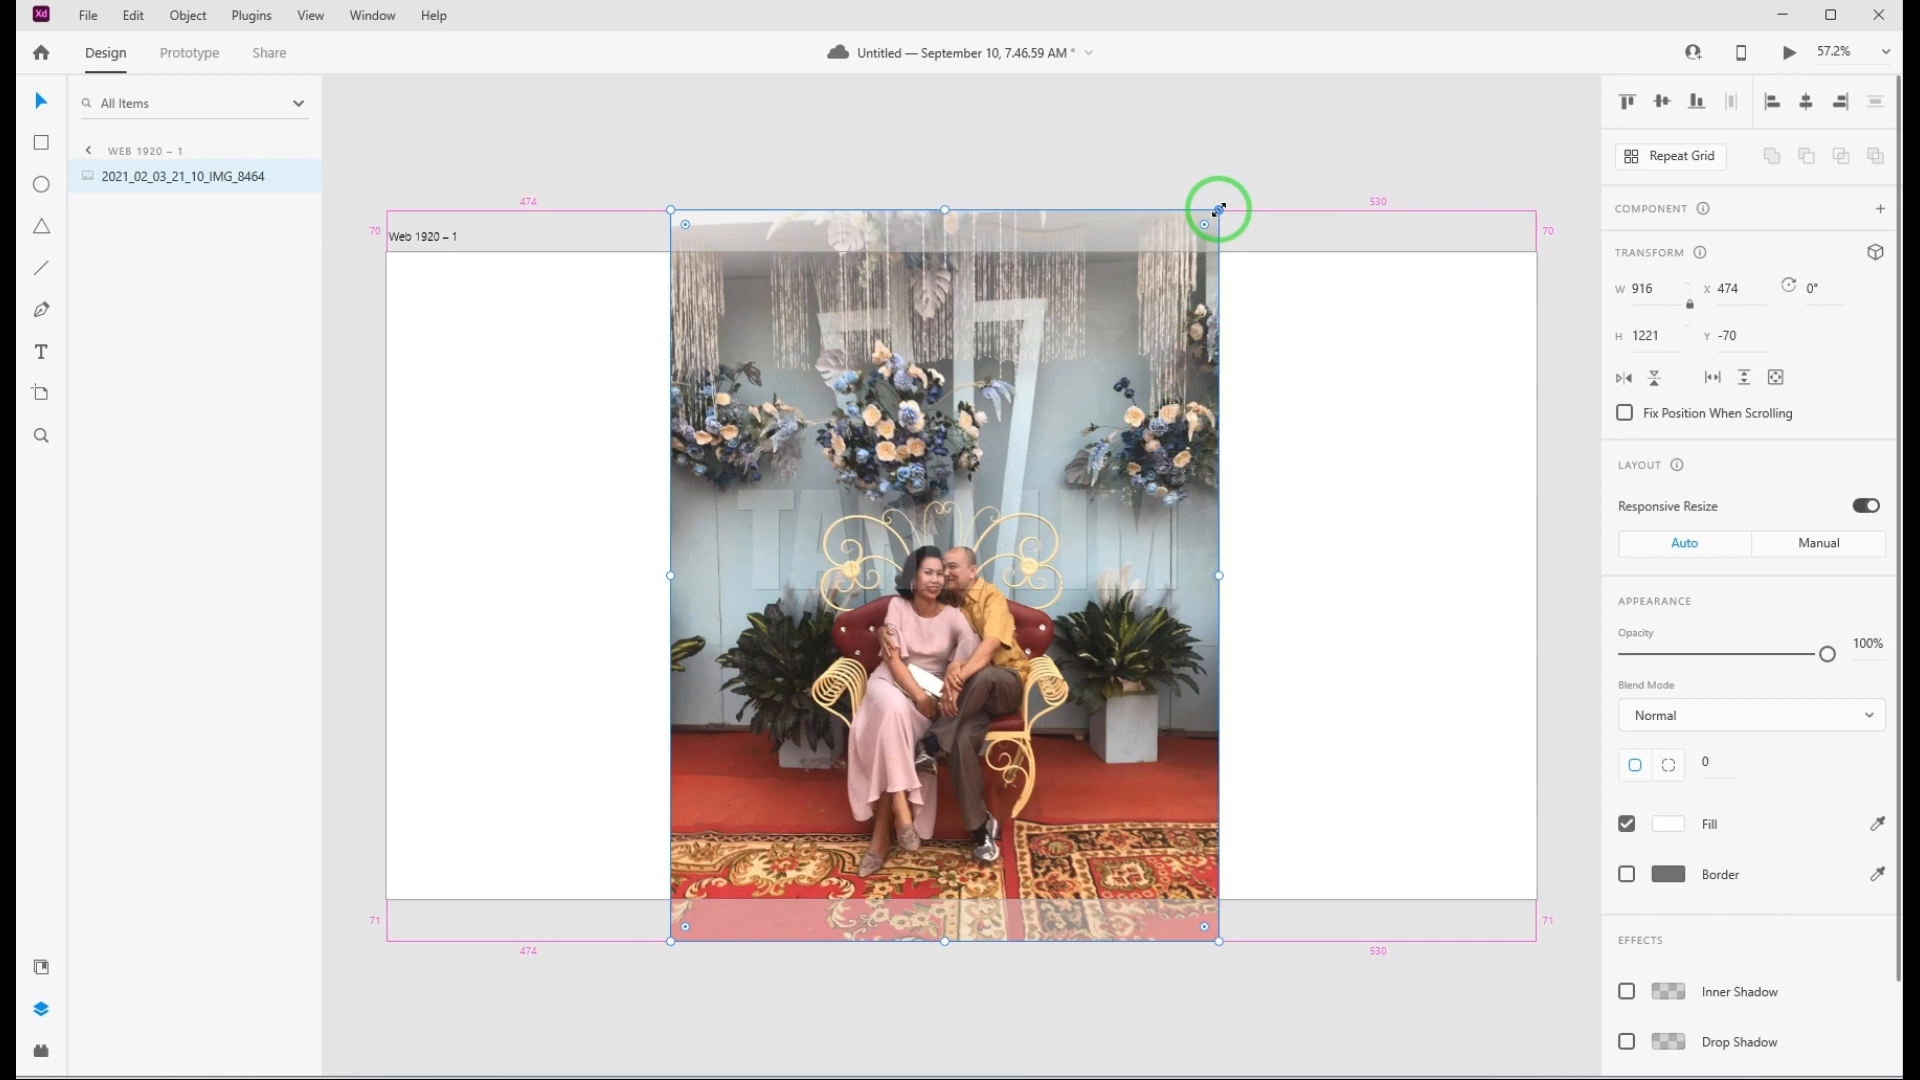 Xd File Edit Object Plugins View Window Help
Design Prototype Share
Untitled — September 10, 7.46.59 AM *
57.2%
All Items
WEB 1920 – 1
2021_02_03_21_10_IMG_8464
474 530
70 Web 1920 – 1 70
57
TAMLIM
71 71
474 530
Repeat Grid
COMPONENT
TRANSFORM
W 916 X 474 0°
H 1221 Y -70
Fix Position When Scrolling
LAYOUT
Responsive Resize
Auto Manual
APPEARANCE
Opacity
100%
Blend Mode
Normal
0
Fill
Border
EFFECTS
Inner Shadow
Drop Shadow